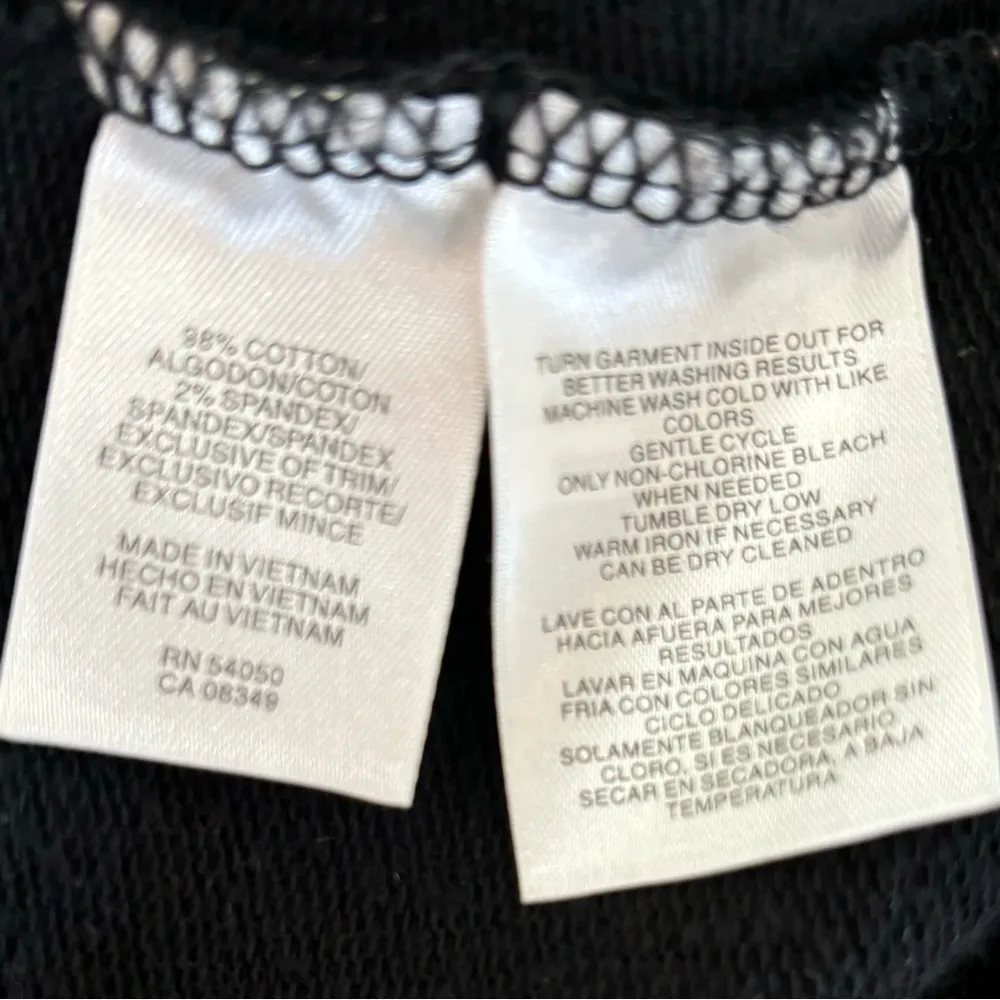 98% COTTON/
ALGODON/COTON
2% SPANDEX/
SPANDEX/SPANDEX
EXCLUSIVE OF TRIM/
EXCLUSIVO RECORTE/
EXCLUSIF MINCE
MADE IN VIETNAM
HECHO EN VIETNAM
FAIT AU VIETNAM
RN 54050
CA 08349
TURN GARMENT INSIDE OUT FOR
BETTER WASHING RESULTS
MACHINE WASH COLD WITH LIKE
COLORS
GENTLE CYCLE
ONLY NON-CHLORINE BLEACH
WHEN NEEDED
TUMBLE DRY LOW
WARM IRON IF NECESSARY
CAN BE DRY CLEANED
LAVE CON AL PARTE DE ADENTRO
HACIA AFUERA PARA MEJORES
RESULTADOS
LAVAR EN MAQUINA CON AGUA
FRIA CON COLORES SIMILARES
CICLO DELICADO
SOLAMENTE BLANQUEADOR SIN
CLORO, SI ES NECESARIO
SECAR EN SECADORA, A BAJA
TEMPERATURA